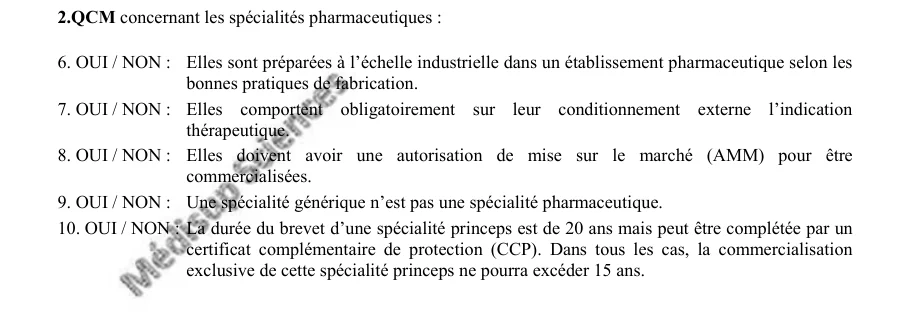 2.QCM concernant les spécialités pharmaceutiques :
6. OUI / NON : Elles sont préparées à l'échelle industrielle dans un établissement pharmaceutique selon les
bonnes pratiques de fabrication.
7. OUI / NON : Elles comportent obligatoirement sur leur conditionnement externe l'indication
thérapeutique.
8. OUI / NON : Elles doivent avoir une autorisation de mise sur le marché (AMM) pour être
commercialisées.
9. OUI / NON : Une spécialité générique n'est pas une spécialité pharmaceutique.
10. OUI / NON : La durée du brevet d'une spécialité princeps est de 20 ans mais peut être complétée par un
certificat complémentaire de protection (CCP). Dans tous les cas, la commercialisation
exclusive de cette spécialité princeps ne pourra excéder 15 ans.
Médisup Sciences